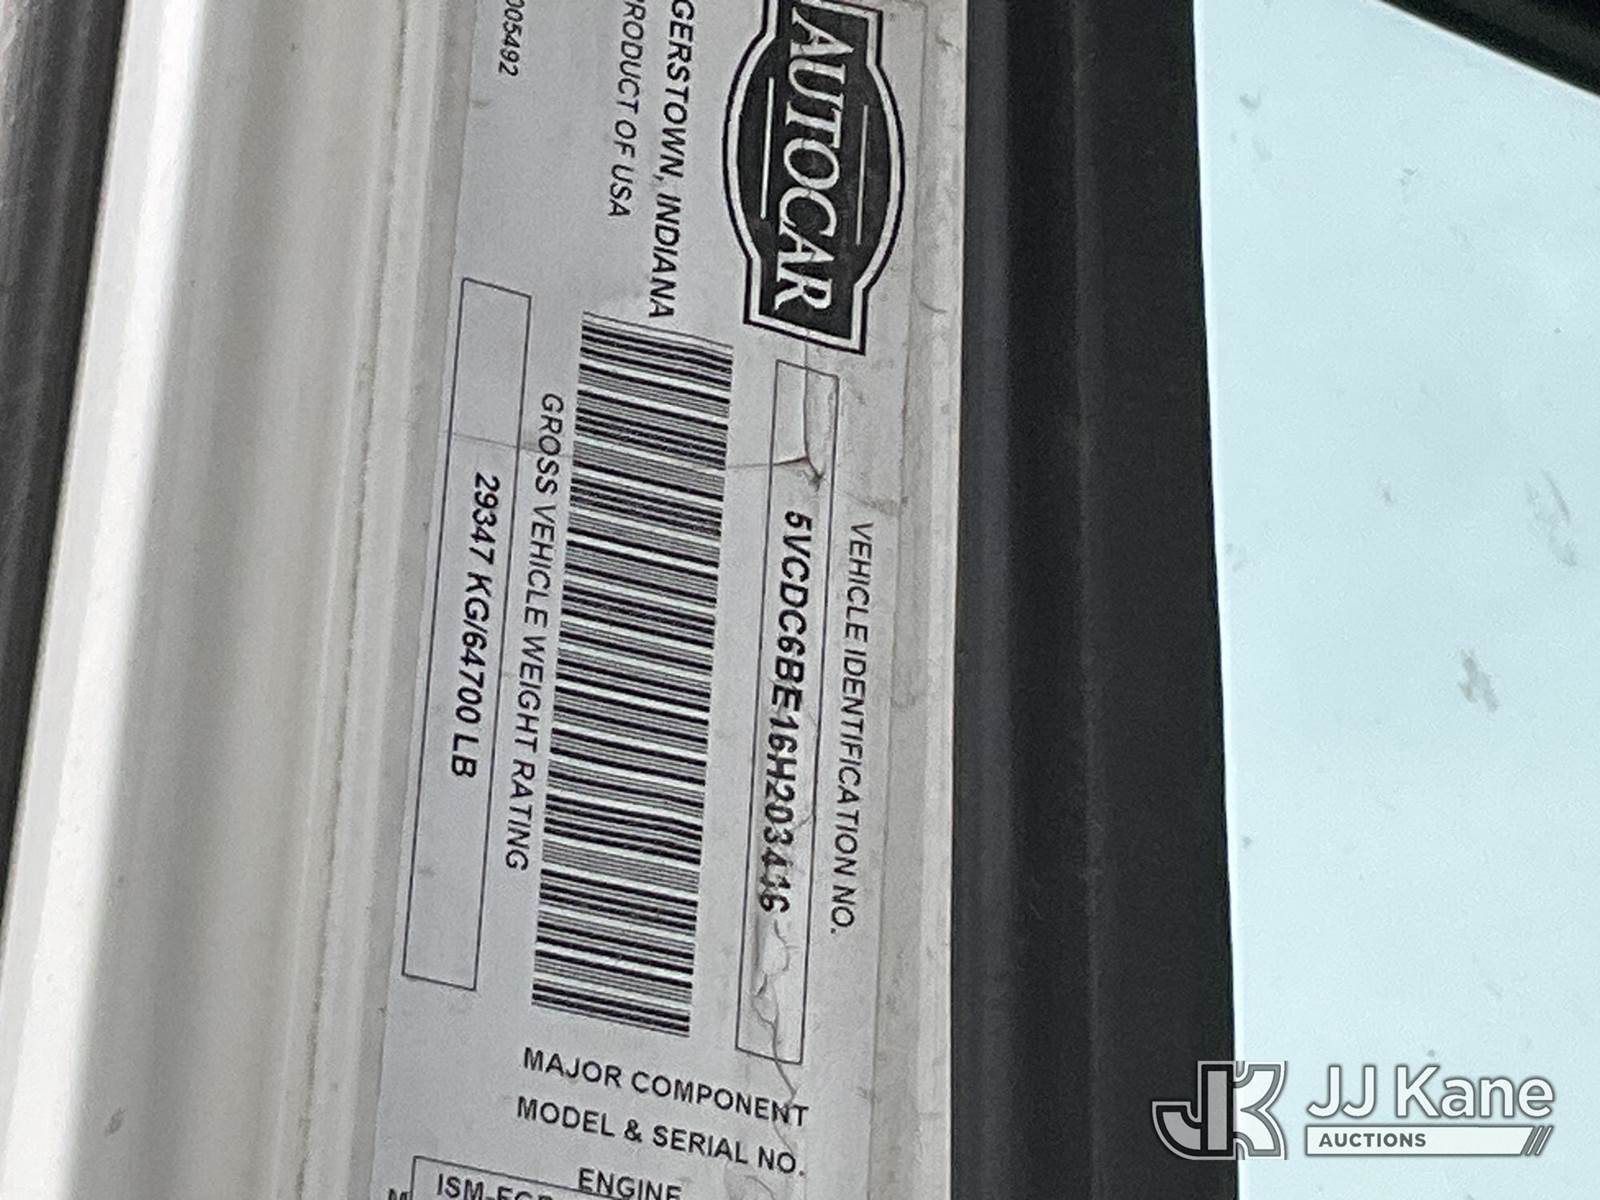 AUTOCAR
GERSTOWN, INDIANA
PRODUCT OF USA
005492
VEHICLE IDENTIFICATION NO.
5VCDC6BE16H203416
GROSS VEHICLE WEIGHT RATING
29347 KG/64700 LB
MAJOR COMPONENT
MODEL & SERIAL NO.
ENGINE
JJ Kane
AUCTIONS